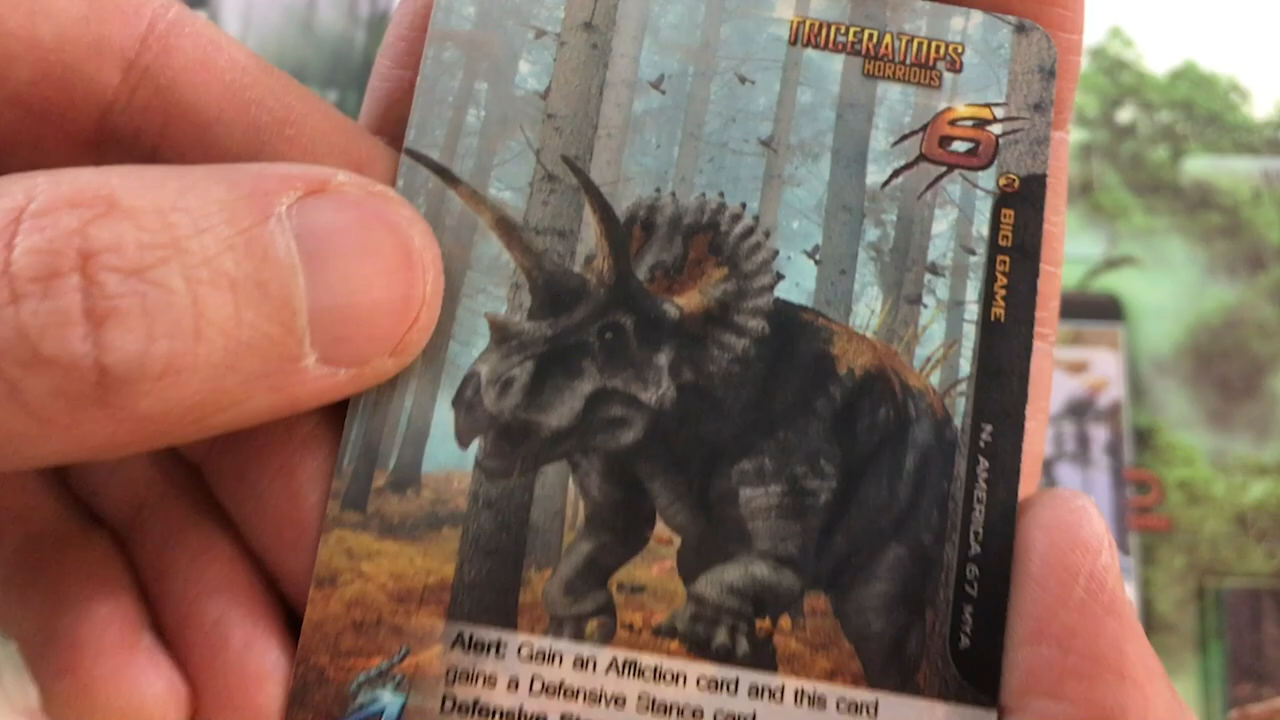 TRICERATOPS
HORRIOUS
6
BIG GAME
N. AMERICA 67 MYA
Alert: Gain an Affliction card and this card
gains a Defensive Stance card.
Defensive